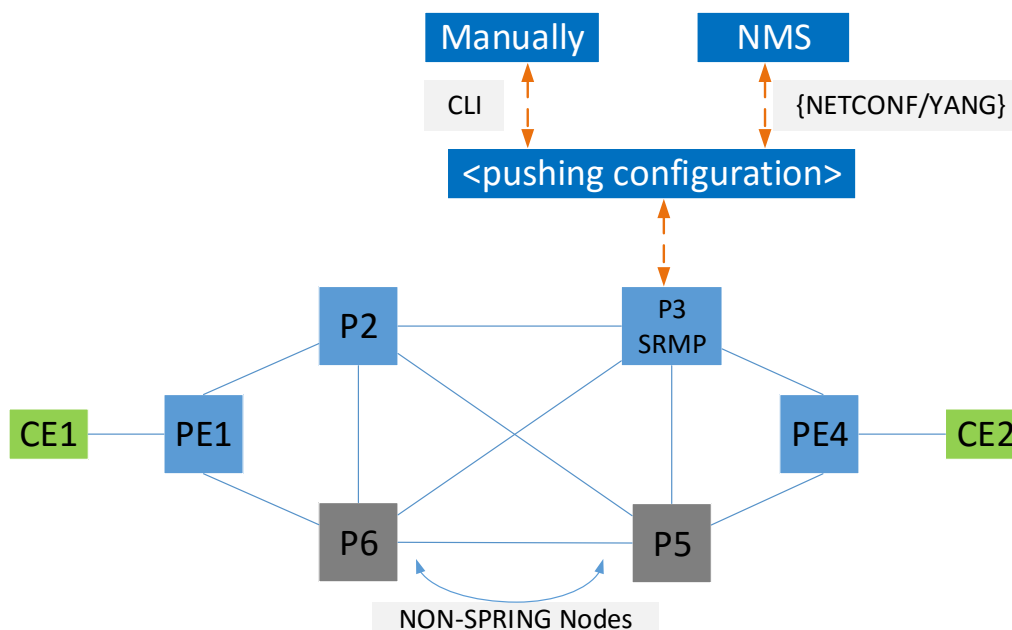 Manually
NMS
CLI
{NETCONF/YANG}
<pushing configuration>
P2
P3
SRMP
CE1
PE1
PE4
CE2
P6
P5
NON-SPRING Nodes